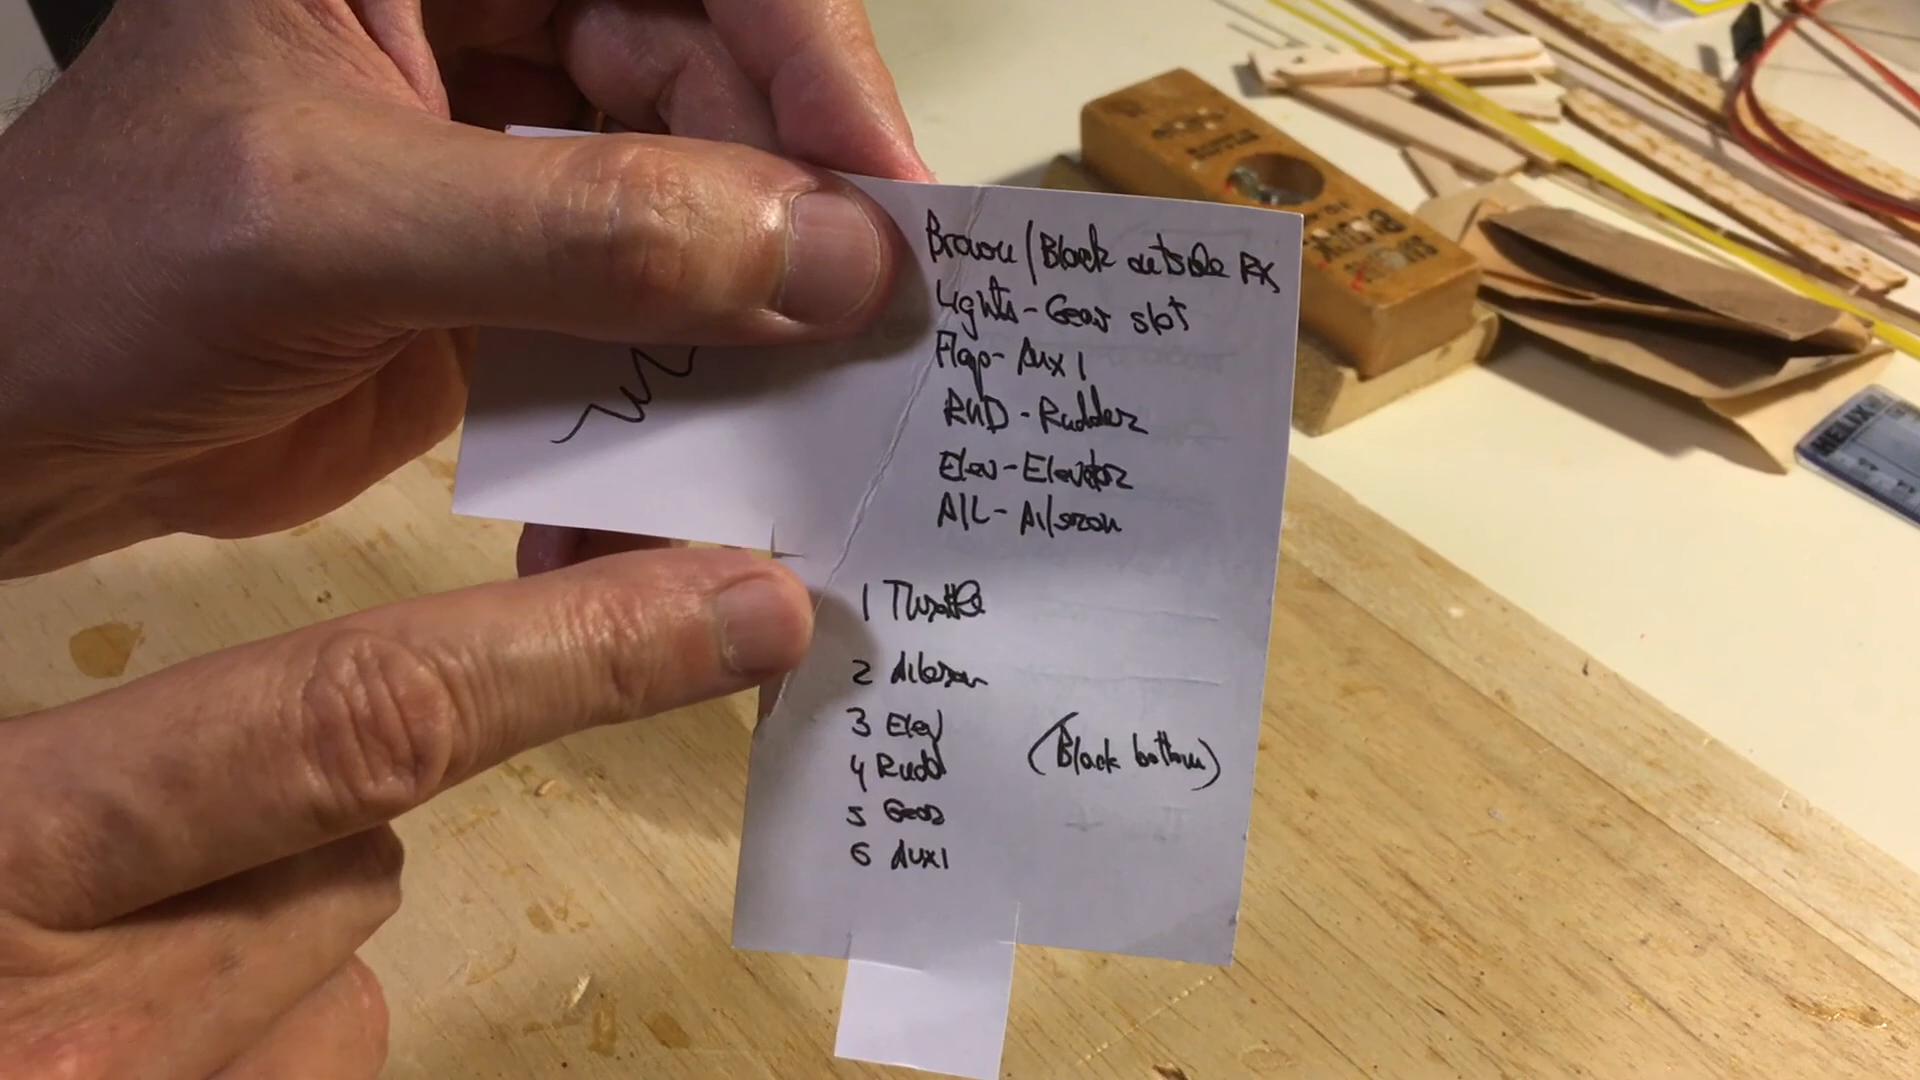 Brown/Black outside RX
Lights-Gear slot
Flap-Aux 1
RUD-Rudder
Elev-Elevator
AIL-Aileron
1 Throttle
2 Aileron
3 Elev
4 Rudd
(Black bottom)
5 Gear
6 Aux1
HELIX